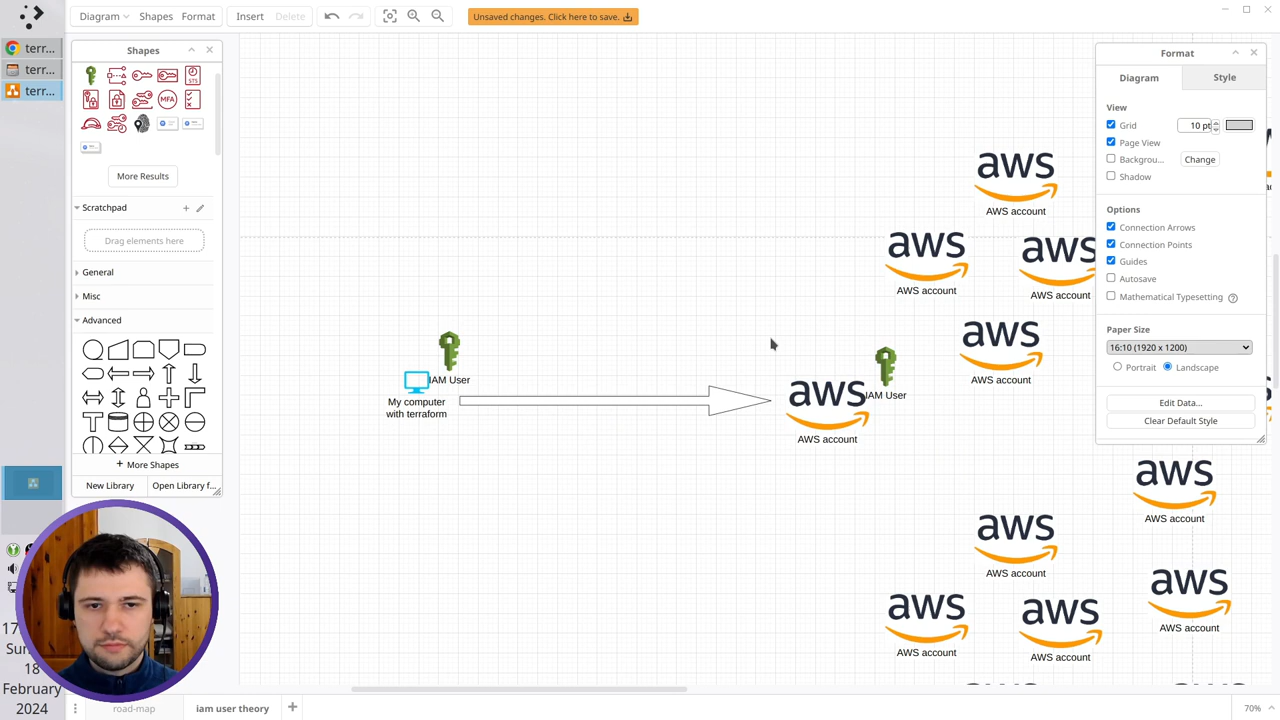 Diagram
Shapes
Format
Insert
Delete
Unsaved changes. Click here to save.
terr...
terr...
terr...
Shapes
STS
MFA
More Results
Scratchpad
Drag elements here
General
Misc
Advanced
+ More Shapes
New Library
Open Library f...
Format
Diagram
Style
View
Grid
10 pt
Page View
Backgrou...
Change
Shadow
Options
Connection Arrows
Connection Points
Guides
Autosave
Mathematical Typesetting
Paper Size
16:10 (1920 x 1200)
Portrait
Landscape
Edit Data...
Clear Default Style
aws
AWS account
aws
AWS account
aws
AWS account
aws
AWS account
IAM User
My computer
with terraform
IAM User
aws
AWS account
aws
AWS account
aws
AWS account
aws
AWS account
aws
AWS account
aws
AWS account
18
February
2024
road-map
iam user theory
70%